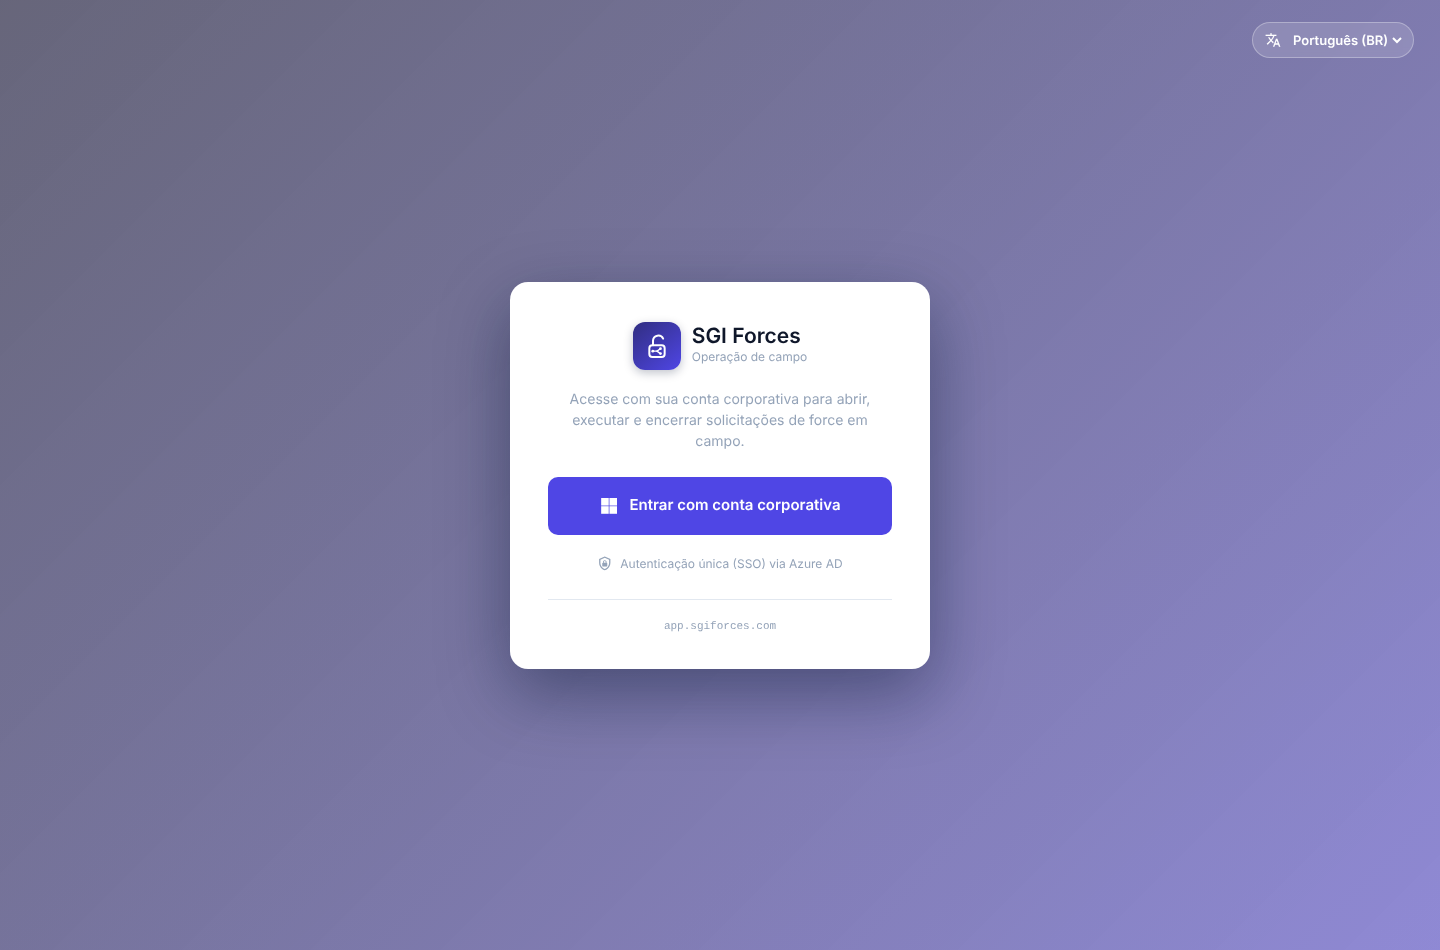 Português (BR)
SGI Forces
Operação de campo
Acesse com sua conta corporativa para abrir,
executar e encerrar solicitações de force em
campo.
Entrar com conta corporativa
Autenticação única (SSO) via Azure AD
app.sgiforces.com